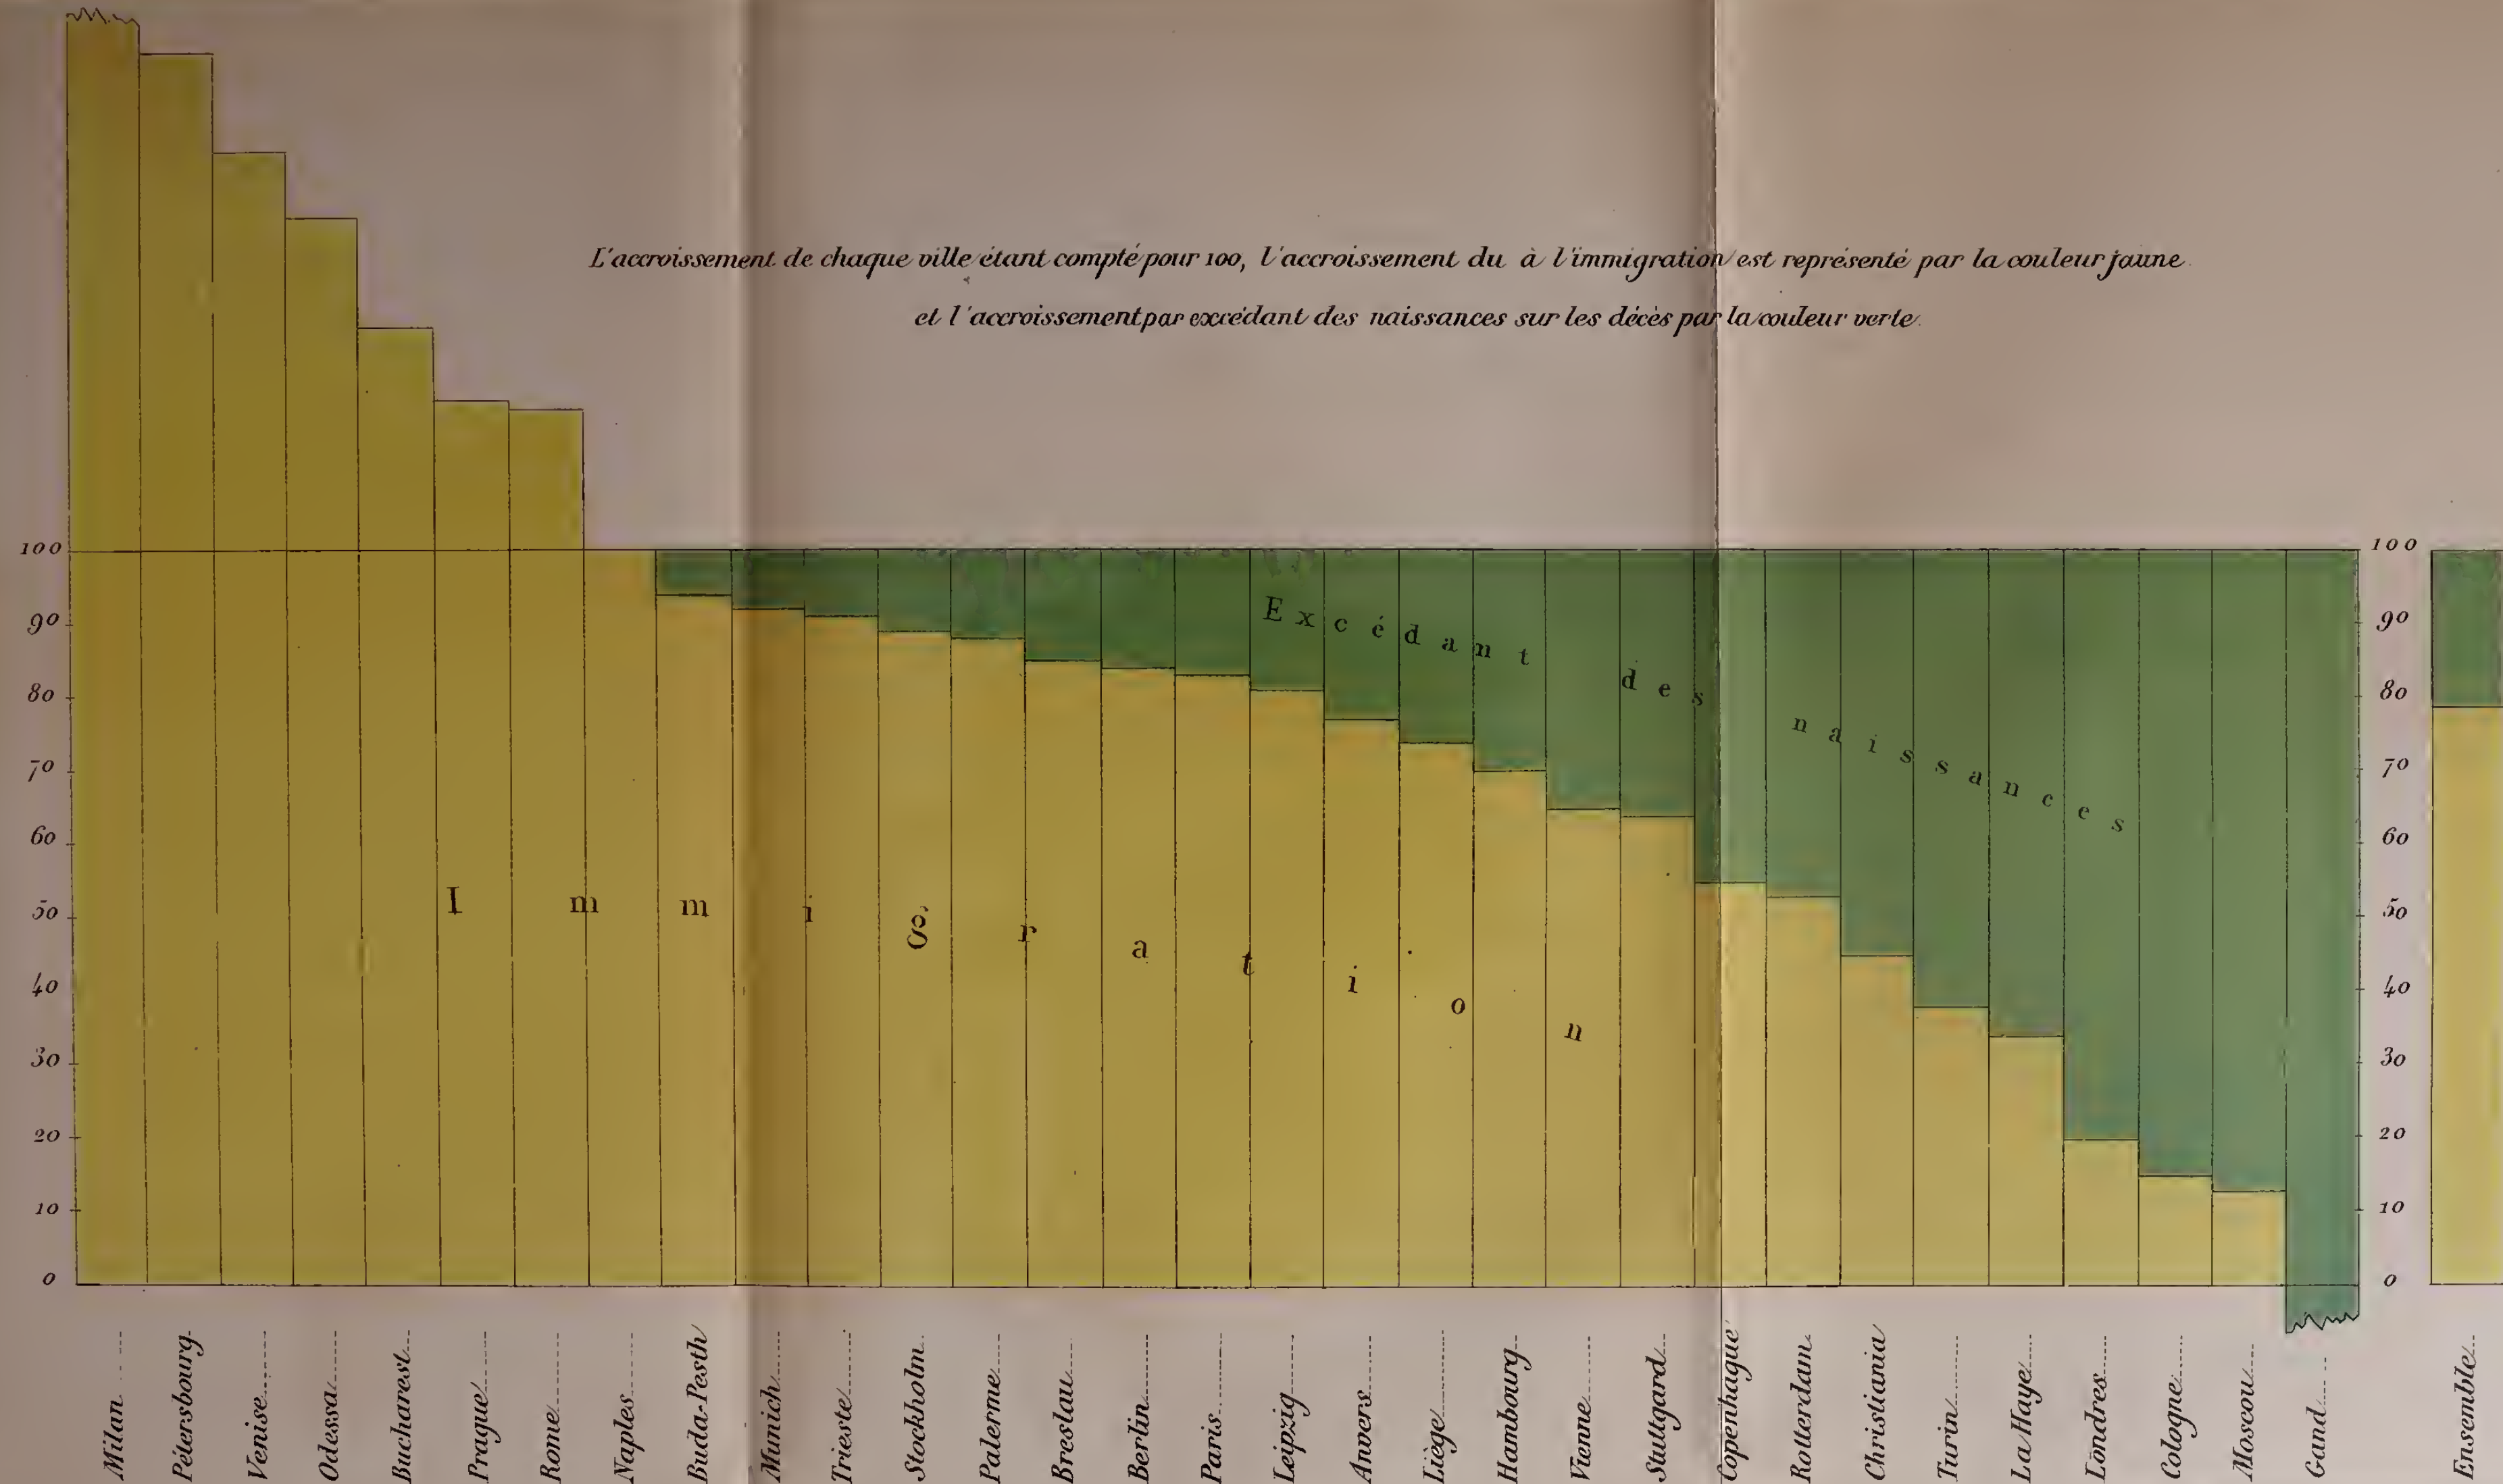 L'accroissement de chaque ville étant compté pour 100, l'accroissement du à l'immigration est représenté par la couleur jaune
et l'accroissement par excédant des naissances sur les décès par la couleur verte.
100
90
80
70
60
50
40
30
20
10
0
Excédant des naissances
Immigration
100
90
80
70
60
50
40
30
20
10
0
Milan
Pétersbourg
Venise
Odessa
Bucharest
Prague
Rome
Naples
Buda-Pesth
Munich
Trieste
Stockholm
Palerme
Breslau
Berlin
Paris
Leipzig
Anvers
Liège
Hambourg
Vienne
Stuttgard
Copenhague
Rotterdam
Christiania
Turin
La Haye
Londres
Cologne
Moscou
Gand
Ensemble